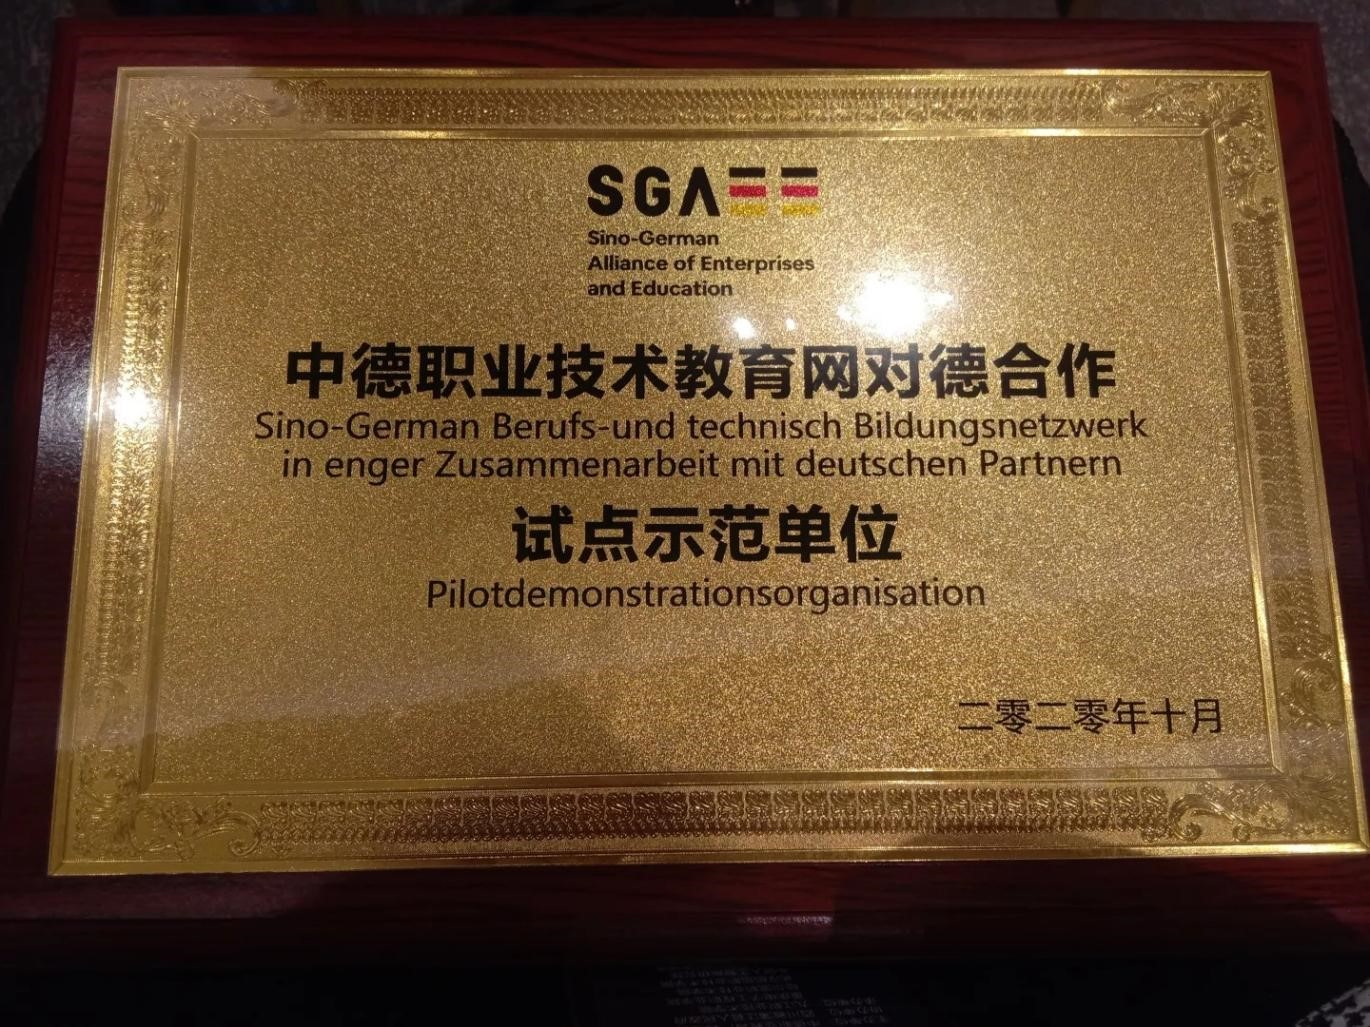 SGAEE
Sino-German
Alliance of Enterprises
and Education
中德职业技术教育网对德合作
Sino-German Berufs-und technisch Bildungsnetzwerk
in enger Zusammenarbeit mit deutschen Partnern
试点示范单位
Pilotdemonstrationsorganisation
二零二零年十月